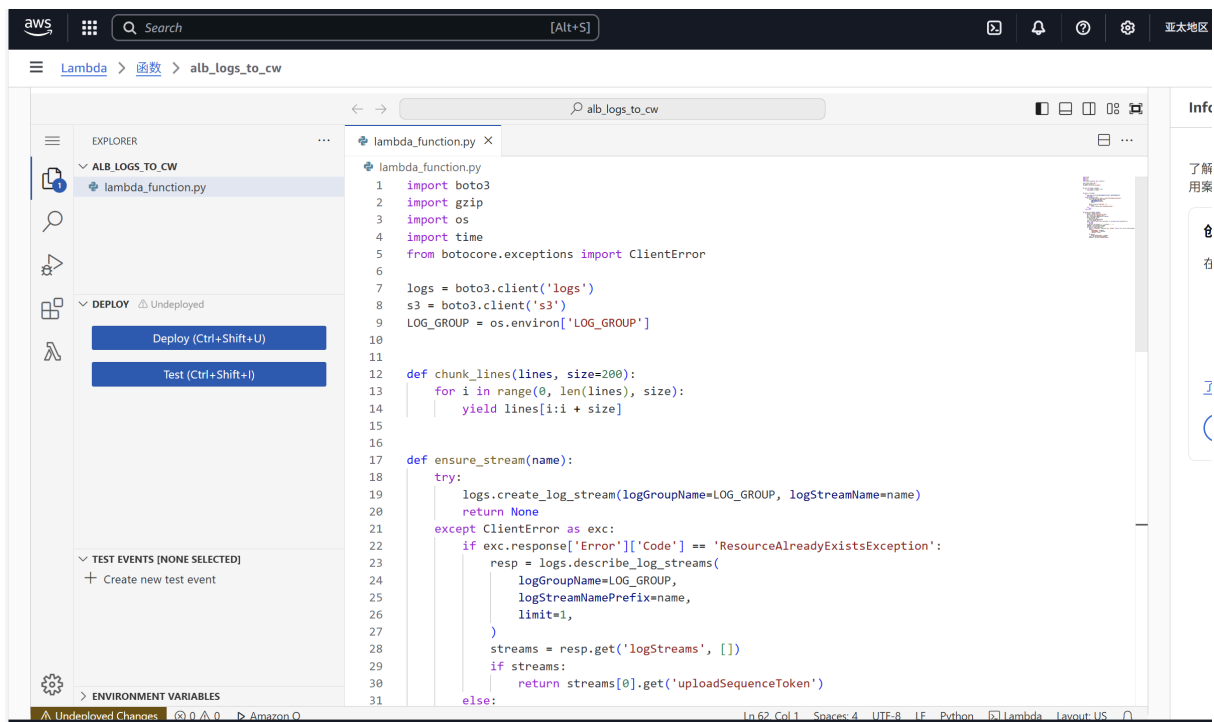 aws
Search [Alt+S]
亚太地区
Lambda > 函数 > alb_logs_to_cw
alb_logs_to_cw
EXPLORER
ALB_LOGS_TO_CW
lambda_function.py
1
DEPLOY Undeployed
Deploy (Ctrl+Shift+U)
Test (Ctrl+Shift+I)
TEST EVENTS [NONE SELECTED]
Create new test event
ENVIRONMENT VARIABLES
lambda_function.py
lambda_function.py
1 import boto3
2 import gzip
3 import os
4 import time
5 from botocore.exceptions import ClientError
6
7 logs = boto3.client('logs')
8 s3 = boto3.client('s3')
9 LOG_GROUP = os.environ['LOG_GROUP']
10
11
12 def chunk_lines(lines, size=200):
13     for i in range(0, len(lines), size):
14         yield lines[i:i + size]
15
16
17 def ensure_stream(name):
18     try:
19         logs.create_log_stream(logGroupName=LOG_GROUP, logStreamName=name)
20         return None
21     except ClientError as exc:
22         if exc.response['Error']['Code'] == 'ResourceAlreadyExistsException':
23             resp = logs.describe_log_streams(
24                 logGroupName=LOG_GROUP,
25                 logStreamNamePrefix=name,
26                 limit=1,
27             )
28             streams = resp.get('logStreams', [])
29             if streams:
30                 return streams[0].get('uploadSequenceToken')
31         else:
了解
用案
在
Undeployed Changes 0 0 Amazon Q Ln 62, Col 1 Spaces: 4 UTF-8 LF Python Lambda Layout: US